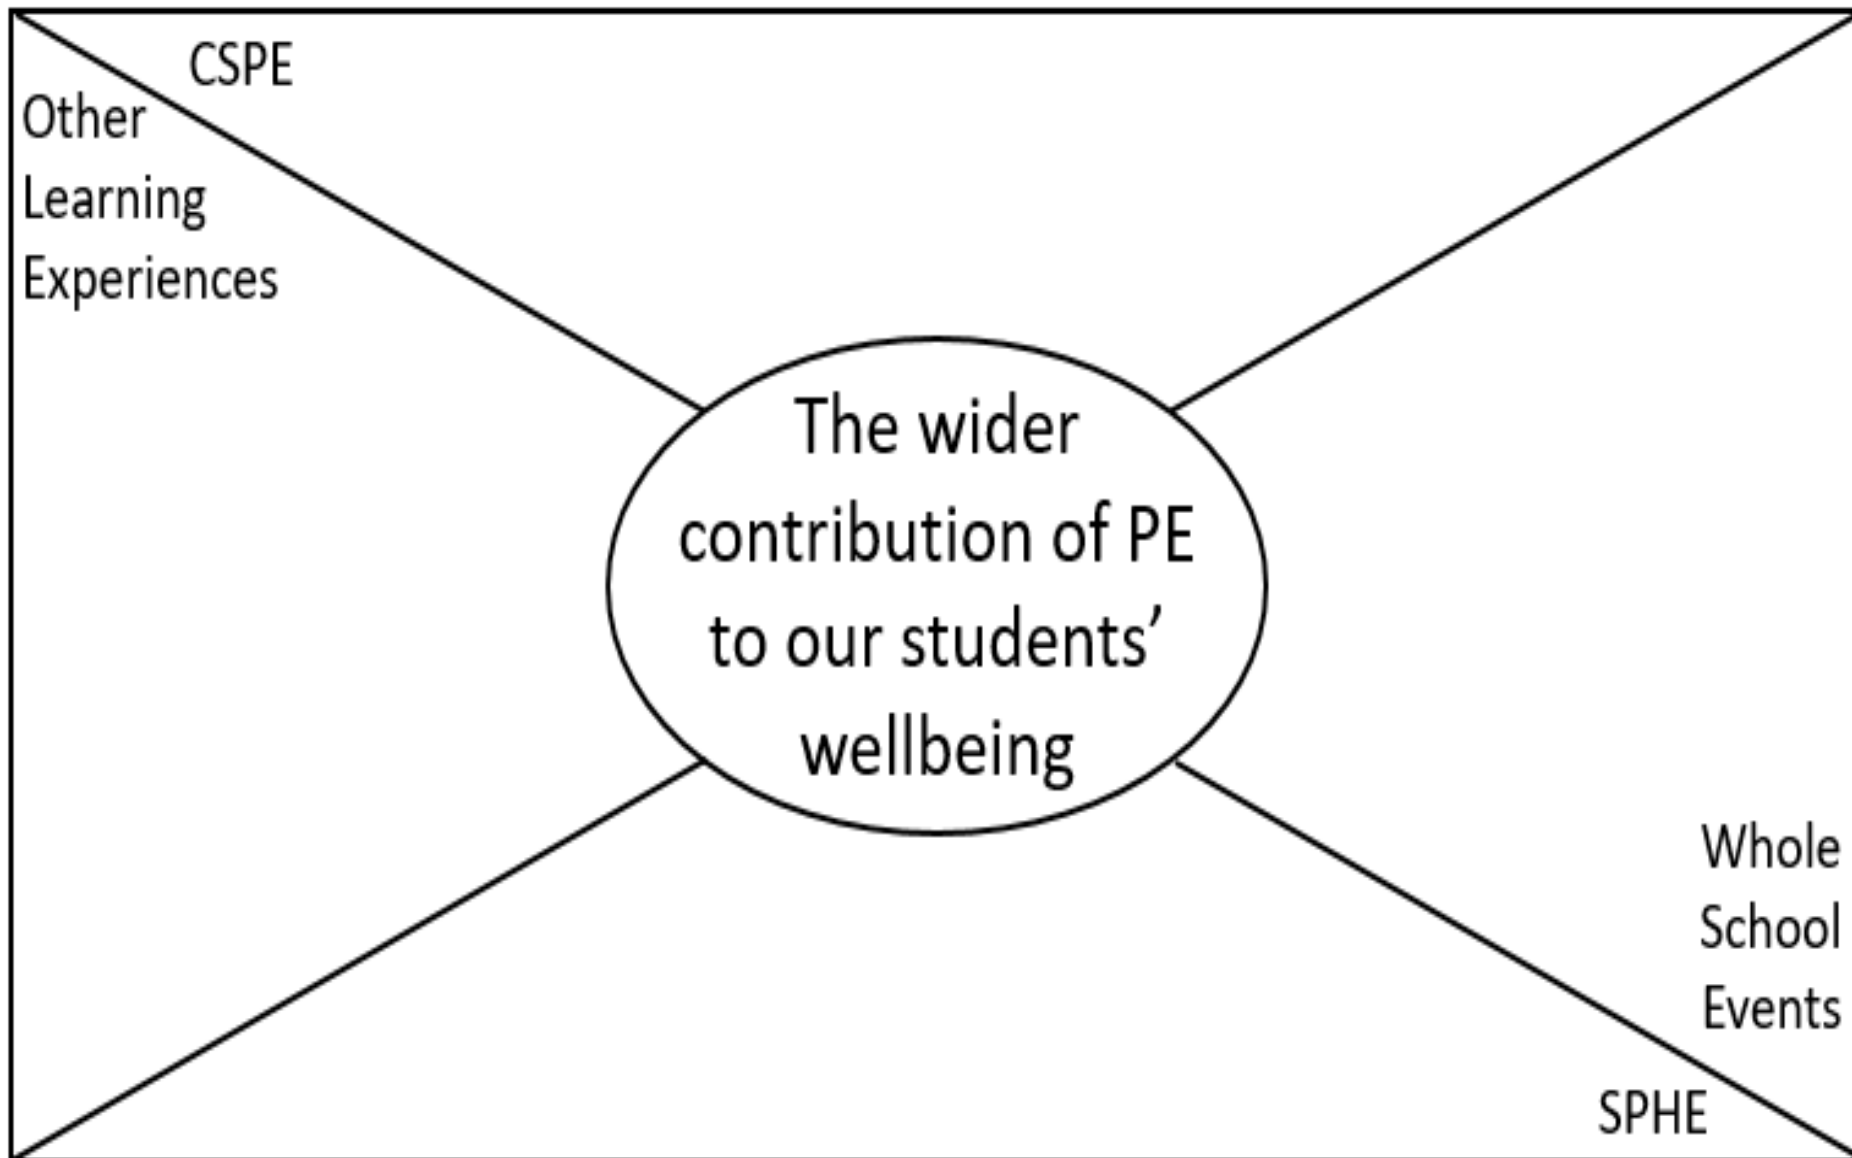 CSPE
Other
Learning
Experiences
The wider
contribution of PE
to our students’
wellbeing
Whole
School
Events
SPHE